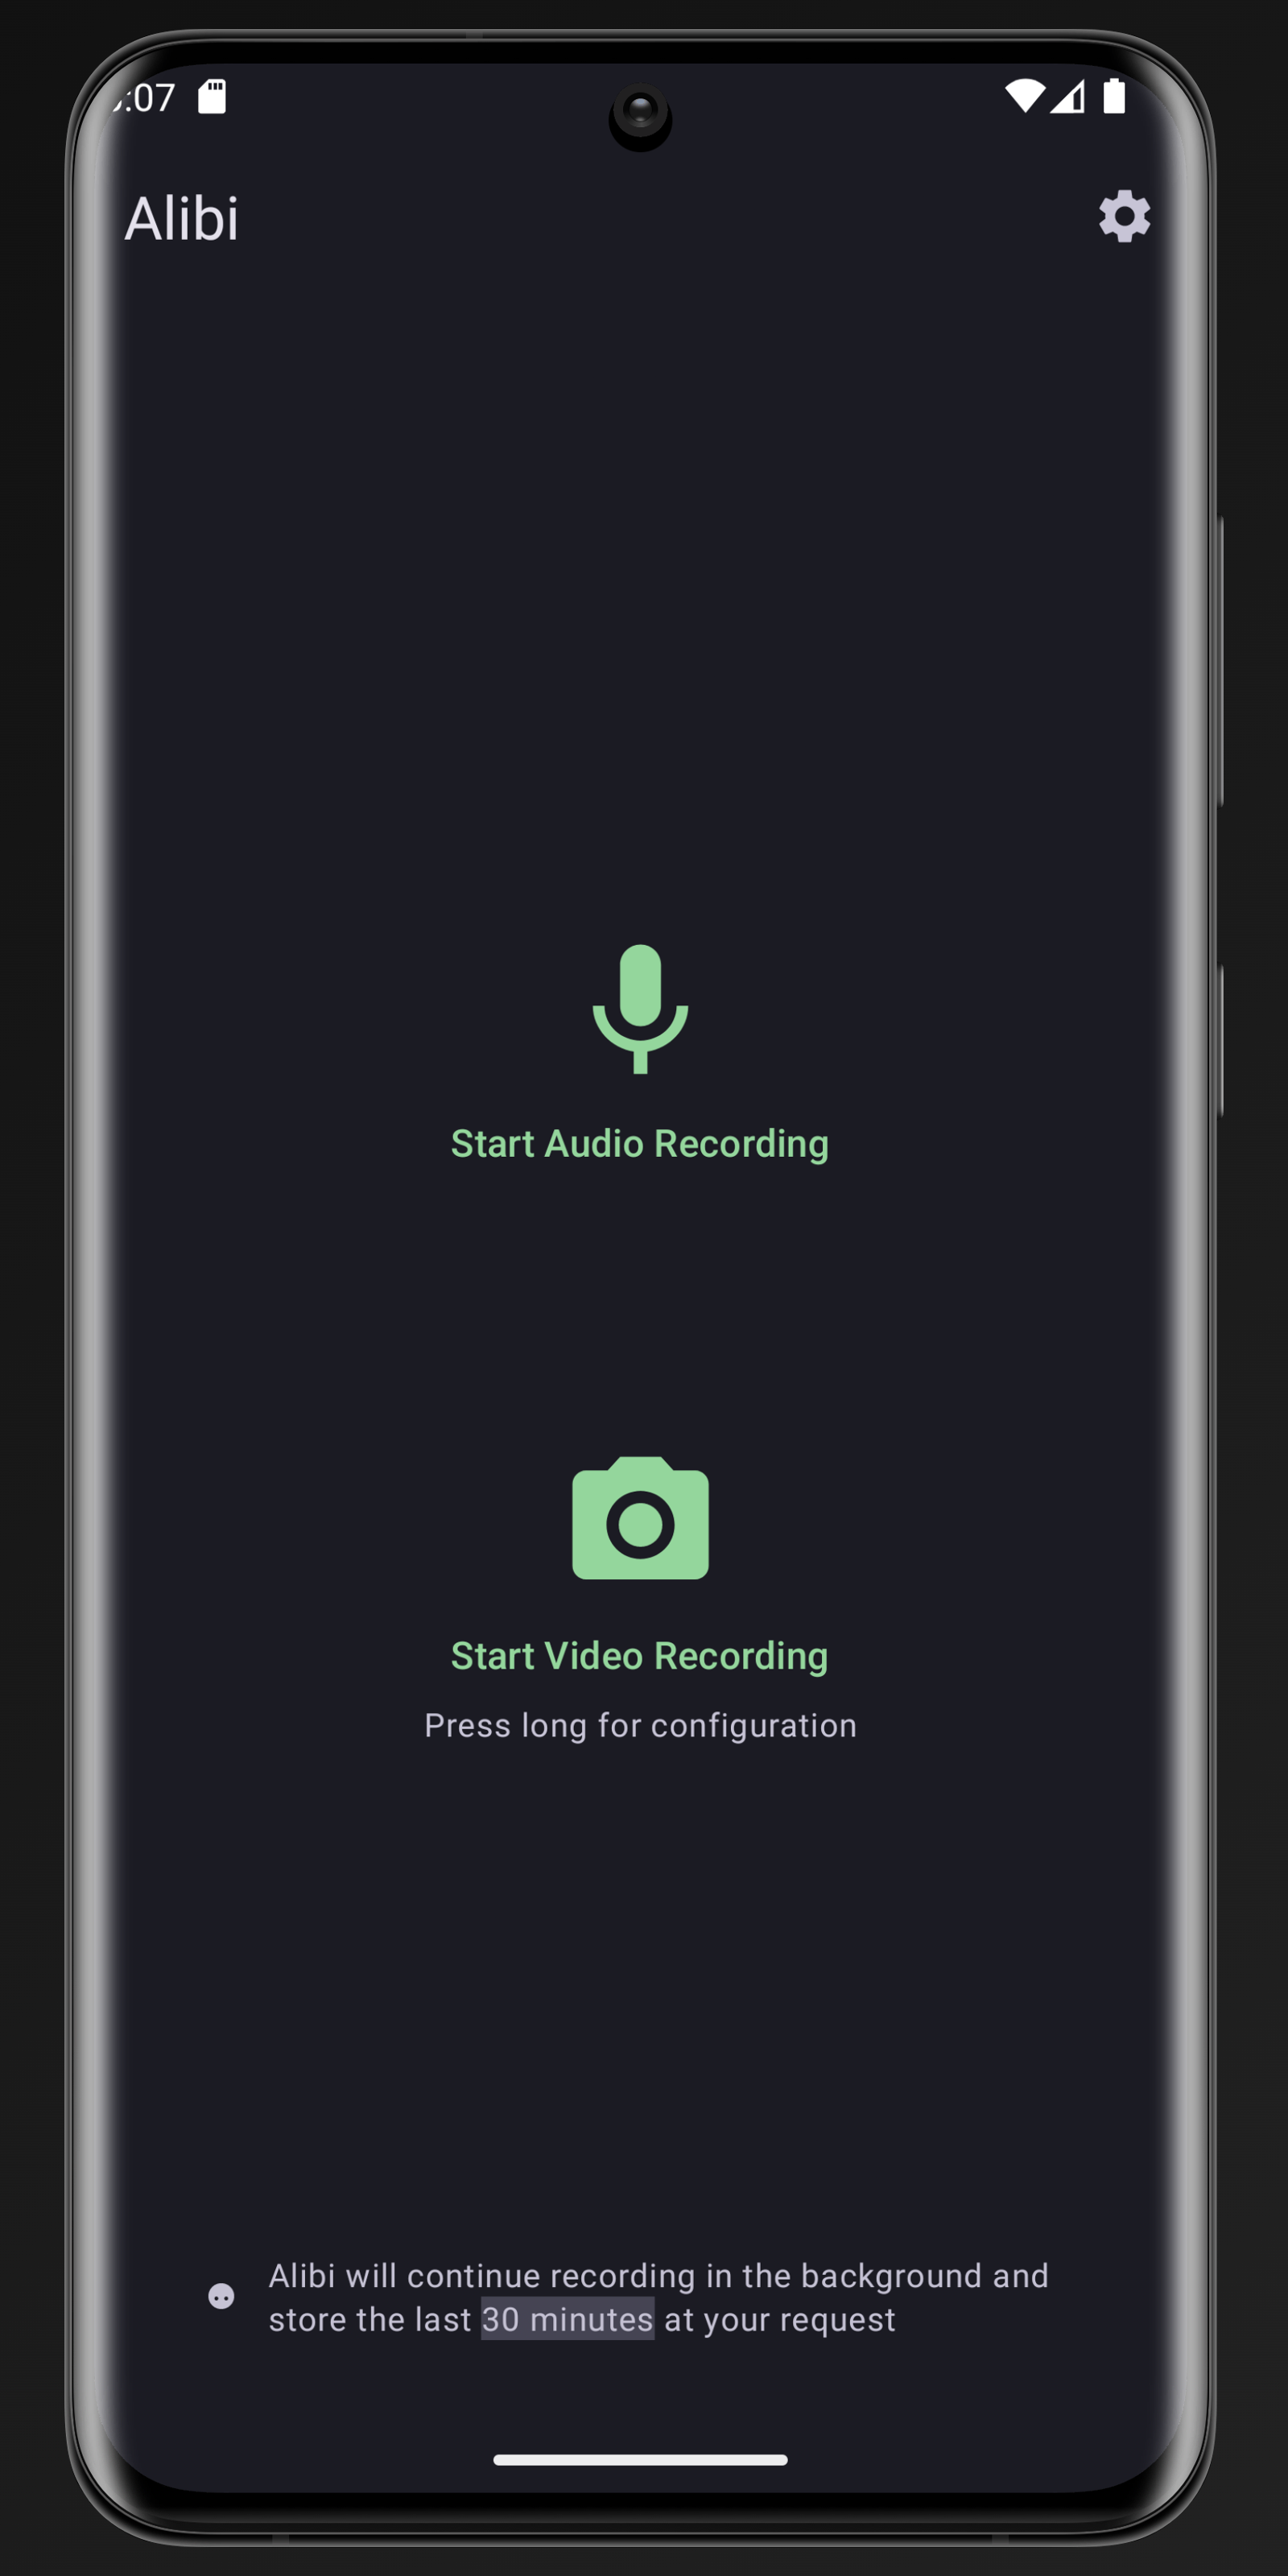 :07
Alibi
Start Audio Recording
Start Video Recording
Press long for configuration
Alibi will continue recording in the background and
store the last 30 minutes at your request